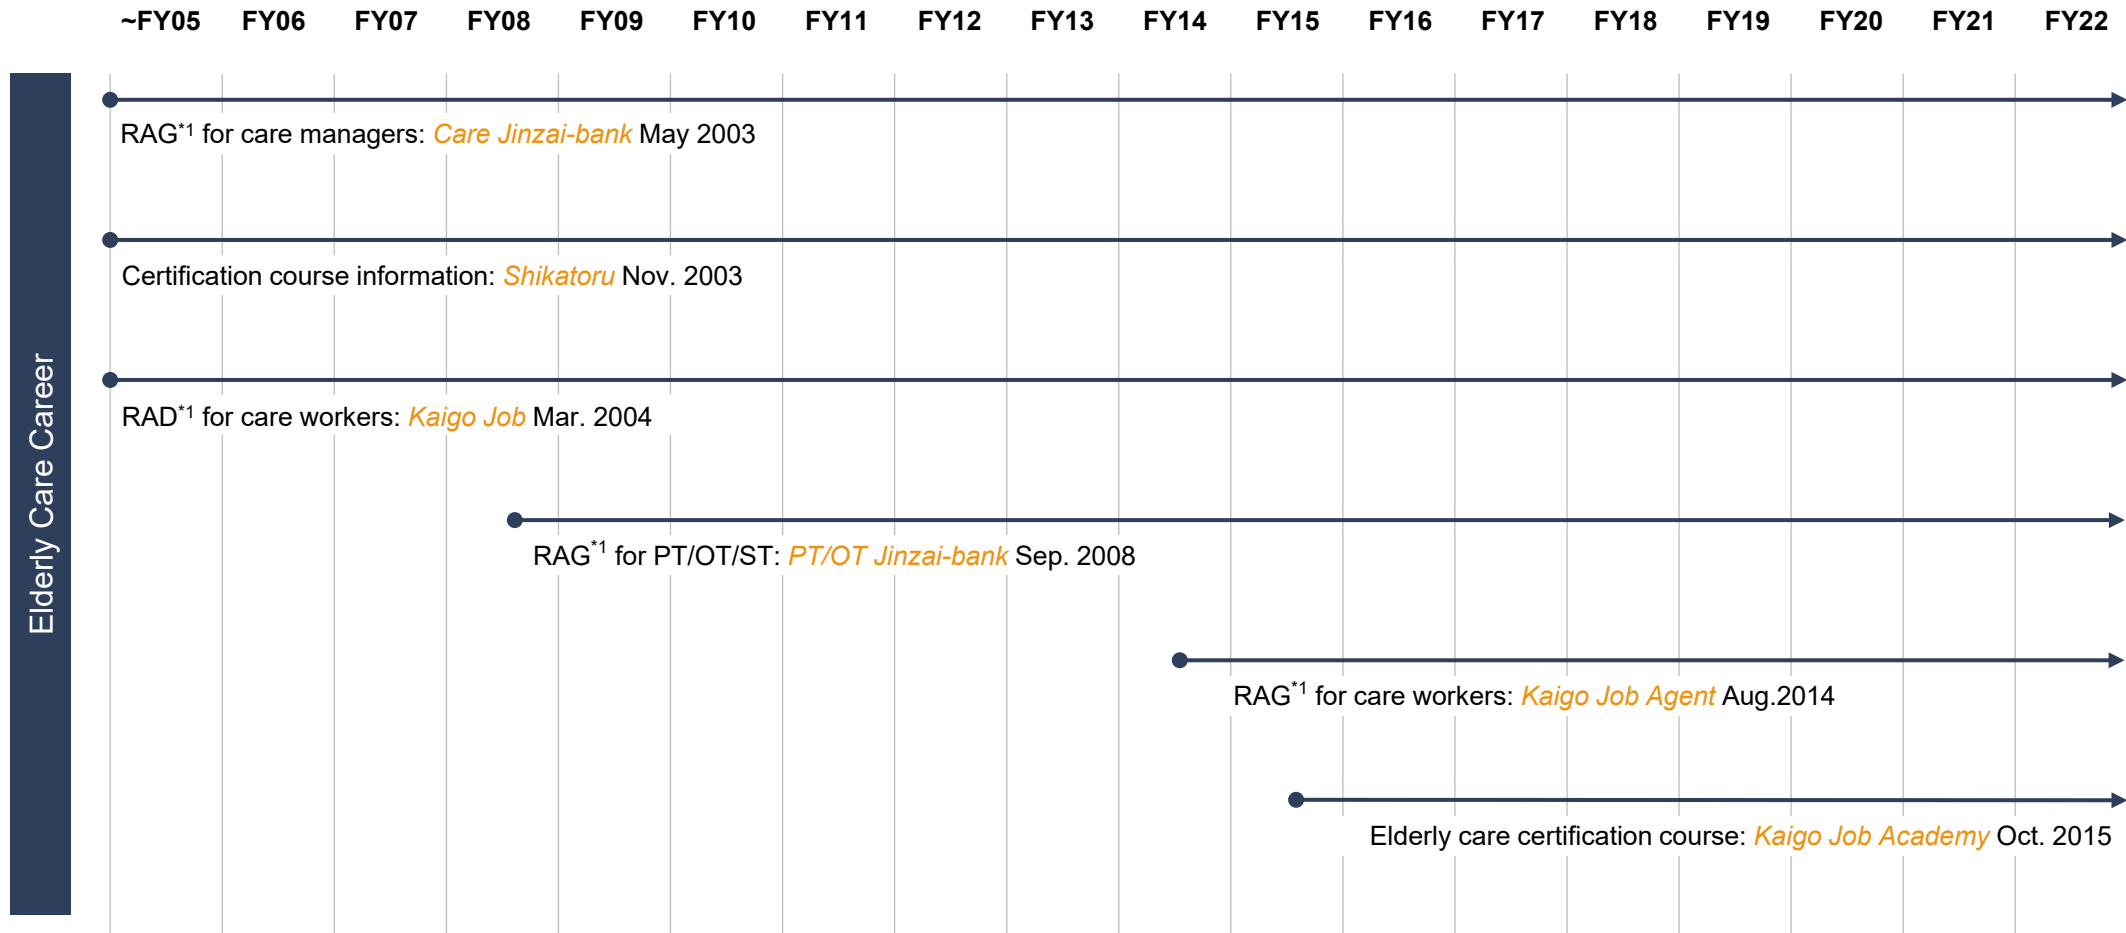 ~FY05 FY06 FY07 FY08 FY09 FY10 FY11 FY12 FY13 FY14 FY15 FY16 FY17 FY18 FY19 FY20 FY21 FY22
Elderly Care Career
RAG*1 for care managers: Care Jinzai-bank May 2003
Certification course information: Shikatoru Nov. 2003
RAD*1 for care workers: Kaigo Job Mar. 2004
RAG*1 for PT/OT/ST: PT/OT Jinzai-bank Sep. 2008
RAG*1 for care workers: Kaigo Job Agent Aug.2014
Elderly care certification course: Kaigo Job Academy Oct. 2015